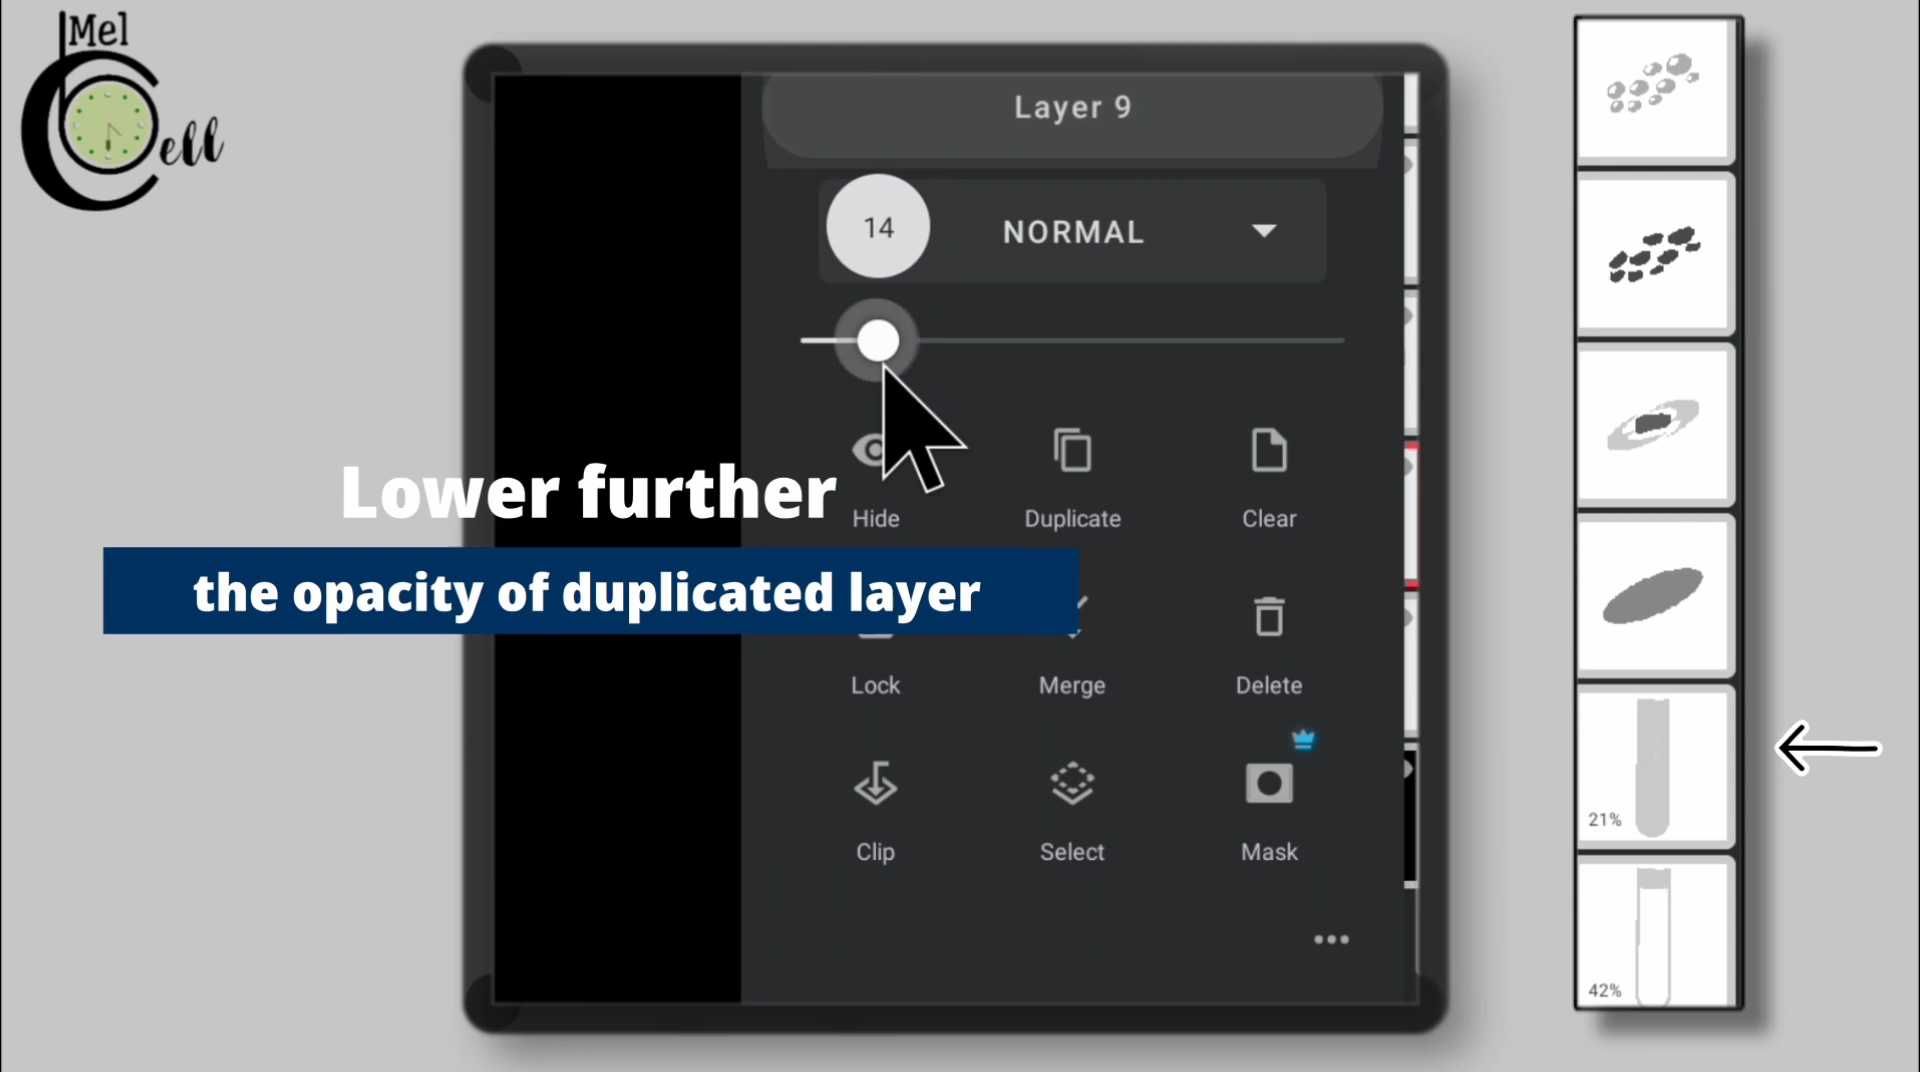 Mel
Cell
Layer 9
14
NORMAL
Lower further
the opacity of duplicated layer
Hide
Duplicate
Clear
Lock
Merge
Delete
Clip
Select
Mask
21%
42%